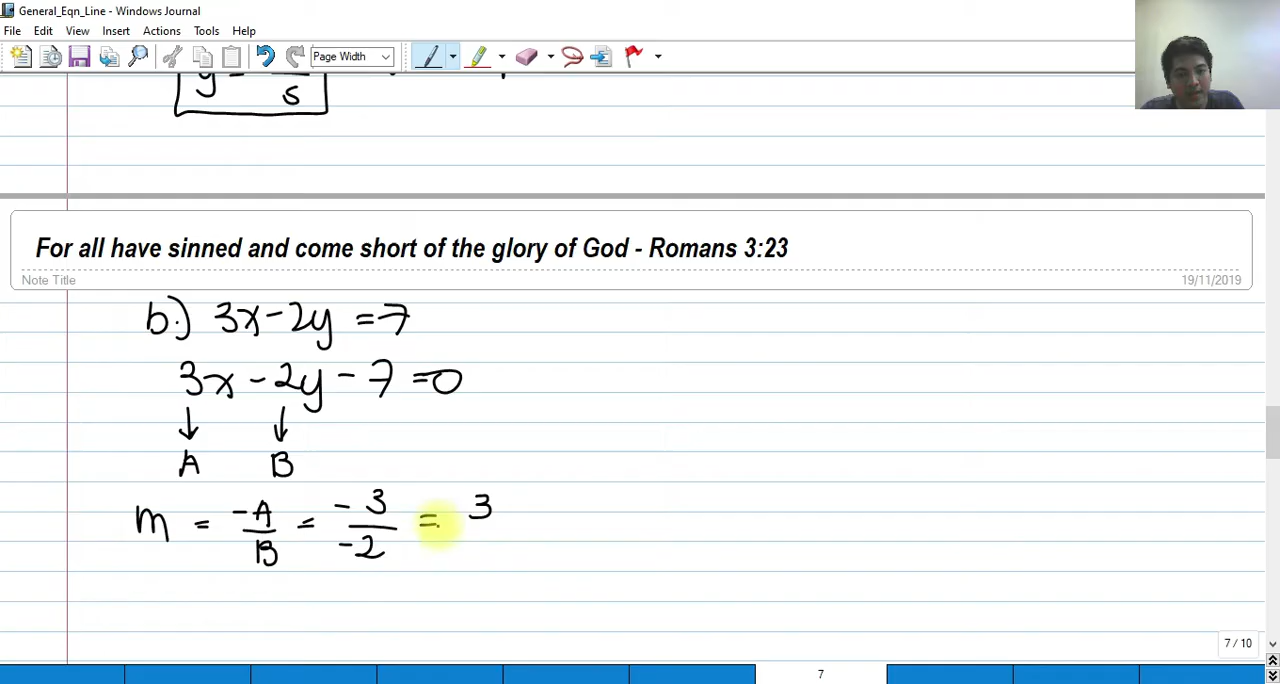 General_Eqn_Line - Windows Journal
File Edit View Insert Actions Tools Help
Page Width
y =
5
For all have sinned and come short of the glory of God - Romans 3:23
Note Title 19/11/2019
b.) 3x - 2y = 7
3x - 2y - 7 = 0
↓ ↓
A B
m = -A/B = -3/-2 = 3
7 / 10
7